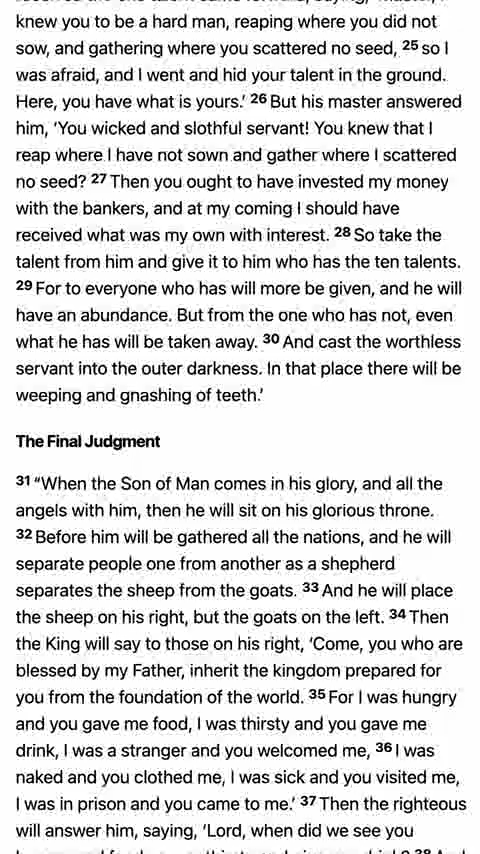 knew you to be a hard man, reaping where you did not
sow, and gathering where you scattered no seed, 25 so I
was afraid, and I went and hid your talent in the ground.
Here, you have what is yours.’ 26 But his master answered
him, ‘You wicked and slothful servant! You knew that I
reap where I have not sown and gather where I scattered
no seed? 27 Then you ought to have invested my money
with the bankers, and at my coming I should have
received what was my own with interest. 28 So take the
talent from him and give it to him who has the ten talents.
29 For to everyone who has will more be given, and he will
have an abundance. But from the one who has not, even
what he has will be taken away. 30 And cast the worthless
servant into the outer darkness. In that place there will be
weeping and gnashing of teeth.’
The Final Judgment
31 “When the Son of Man comes in his glory, and all the
angels with him, then he will sit on his glorious throne.
32 Before him will be gathered all the nations, and he will
separate people one from another as a shepherd
separates the sheep from the goats. 33 And he will place
the sheep on his right, but the goats on the left. 34 Then
the King will say to those on his right, ‘Come, you who are
blessed by my Father, inherit the kingdom prepared for
you from the foundation of the world. 35 For I was hungry
and you gave me food, I was thirsty and you gave me
drink, I was a stranger and you welcomed me, 36 I was
naked and you clothed me, I was sick and you visited me,
I was in prison and you came to me.’ 37 Then the righteous
will answer him, saying, ‘Lord, when did we see you